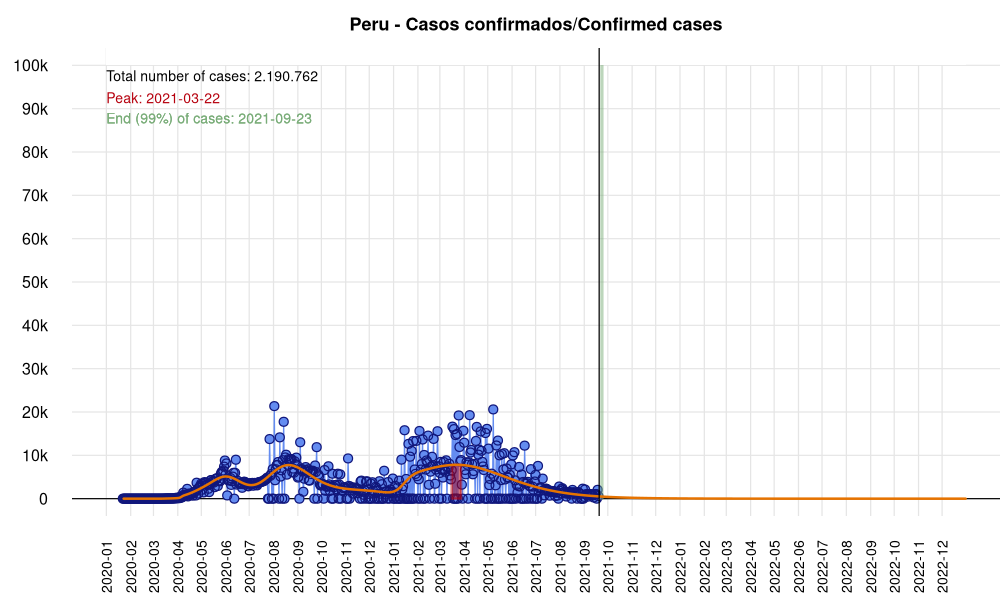 Peru - Casos confirmados/Confirmed cases
100k
Total number of cases: 2.190.762
Peak: 2021-03-22
90k
End (99%) of cases: 2021-09-23
80k
70k
60k
50k
40k
30k
20k
10k
0
2020-01
2020-02
2020-03
2020-04
2020-05
2020-06
2020-07
2020-08
2020-09
2020-10
2020-11
2020-12
2021-01
2021-02
2021-03
2021-04
2021-05
2021-06
2021-07
2021-08
2021-09
2021-10
2021-11
2021-12
2022-01
2022-02
2022-03
2022-04
2022-05
2022-06
2022-07
2022-08
2022-09
2022-10
2022-11
2022-12